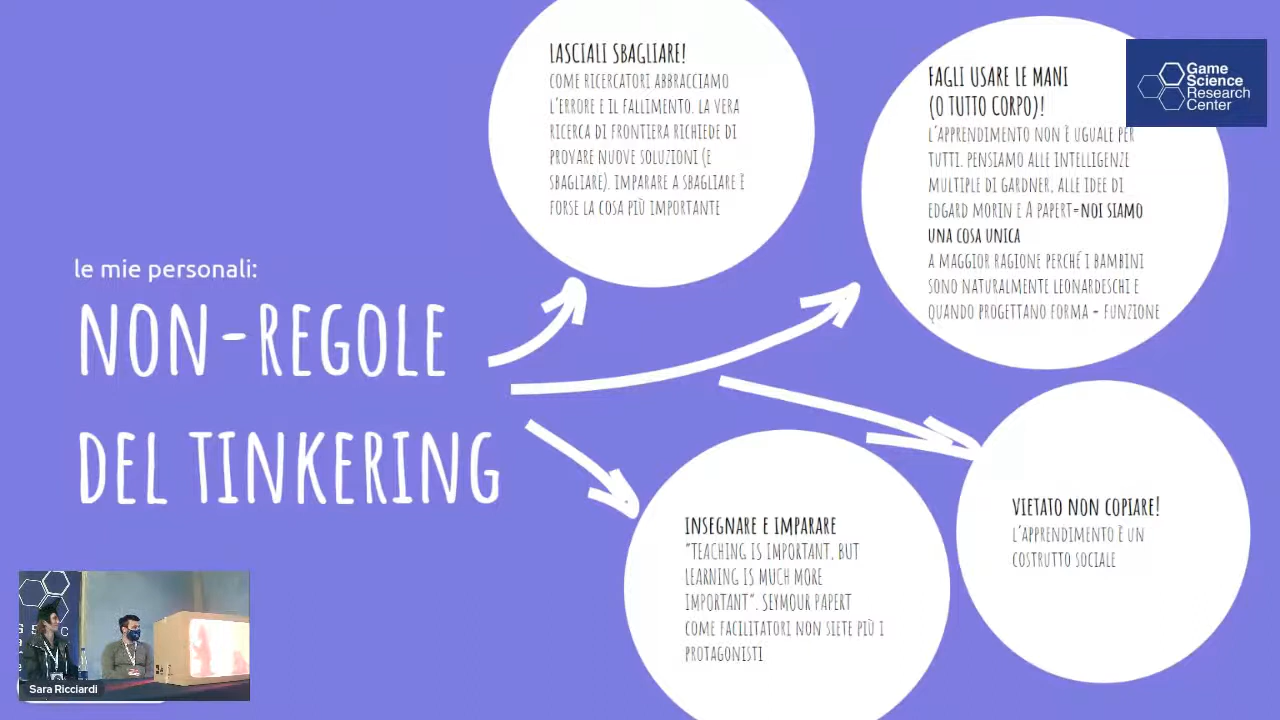 le mie personali:
NON-REGOLE
DEL TINKERING
LASCIALI SBAGLIARE!
COME RICERCATORI ABBRACCIAMO
L'ERRORE E IL FALLIMENTO. LA VERA
RICERCA DI FRONTIERA RICHIEDE DI
PROVARE NUOVE SOLUZIONI (E
SBAGLIARE). IMPARARE A SBAGLIARE È
FORSE LA COSA PIÙ IMPORTANTE
FAGLI USARE LE MANI
(O TUTTO CORPO)!
L'APPRENDIMENTO NON È UGUALE PER
TUTTI. PENSIAMO ALLE INTELLIGENZE
MULTIPLE DI GARDNER, ALLE IDEE DI
EDGARD MORIN E A PAPERT=NOI SIAMO
UNA COSA UNICA
A MAGGIOR RAGIONE PERCHÉ I BAMBINI
SONO NATURALMENTE LEONARDESCHI E
QUANDO PROGETTANO FORMA = FUNZIONE
INSEGNARE E IMPARARE
"TEACHING IS IMPORTANT, BUT
LEARNING IS MUCH MORE
IMPORTANT". SEYMOUR PAPERT
COME FACILITATORI NON SIETE PIÙ I
PROTAGONISTI
VIETATO NON COPIARE!
L'APPRENDIMENTO È UN
COSTRUTTO SOCIALE
Game
Science
Research
Center
Sara Ricciardi